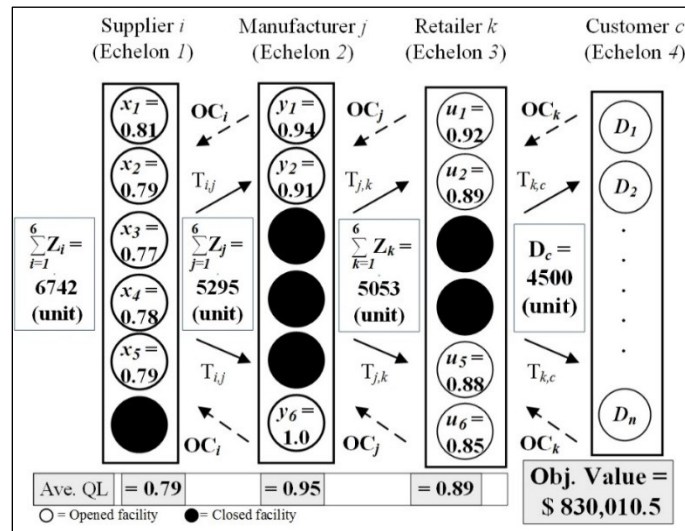 Supplier i
(Echelon 1)
Manufacturer j
(Echelon 2)
Retailer k
(Echelon 3)
Customer c
(Echelon 4)
x1 =
0.81
x2 =
0.79
x3 =
0.77
x4 =
0.78
x5 =
0.79
OCi
Ti,j
Ti,j
OCi
y1 =
0.94
y2 =
0.91
y6 =
1.0
OCj
Tj,k
Tj,k
OCj
u1 =
0.92
u2 =
0.89
u5 =
0.88
u6 =
0.85
OCk
Tk,c
Tk,c
OCk
D1
D2
Dn
6
∑Zi =
i=1
6742
(unit)
6
∑Zj =
j=1
5295
(unit)
6
∑Zk =
k=1
5053
(unit)
Dc =
4500
(unit)
Ave. QL = 0.79 = 0.95 = 0.89
Obj. Value =
$ 830,010.5
= Opened facility = Closed facility